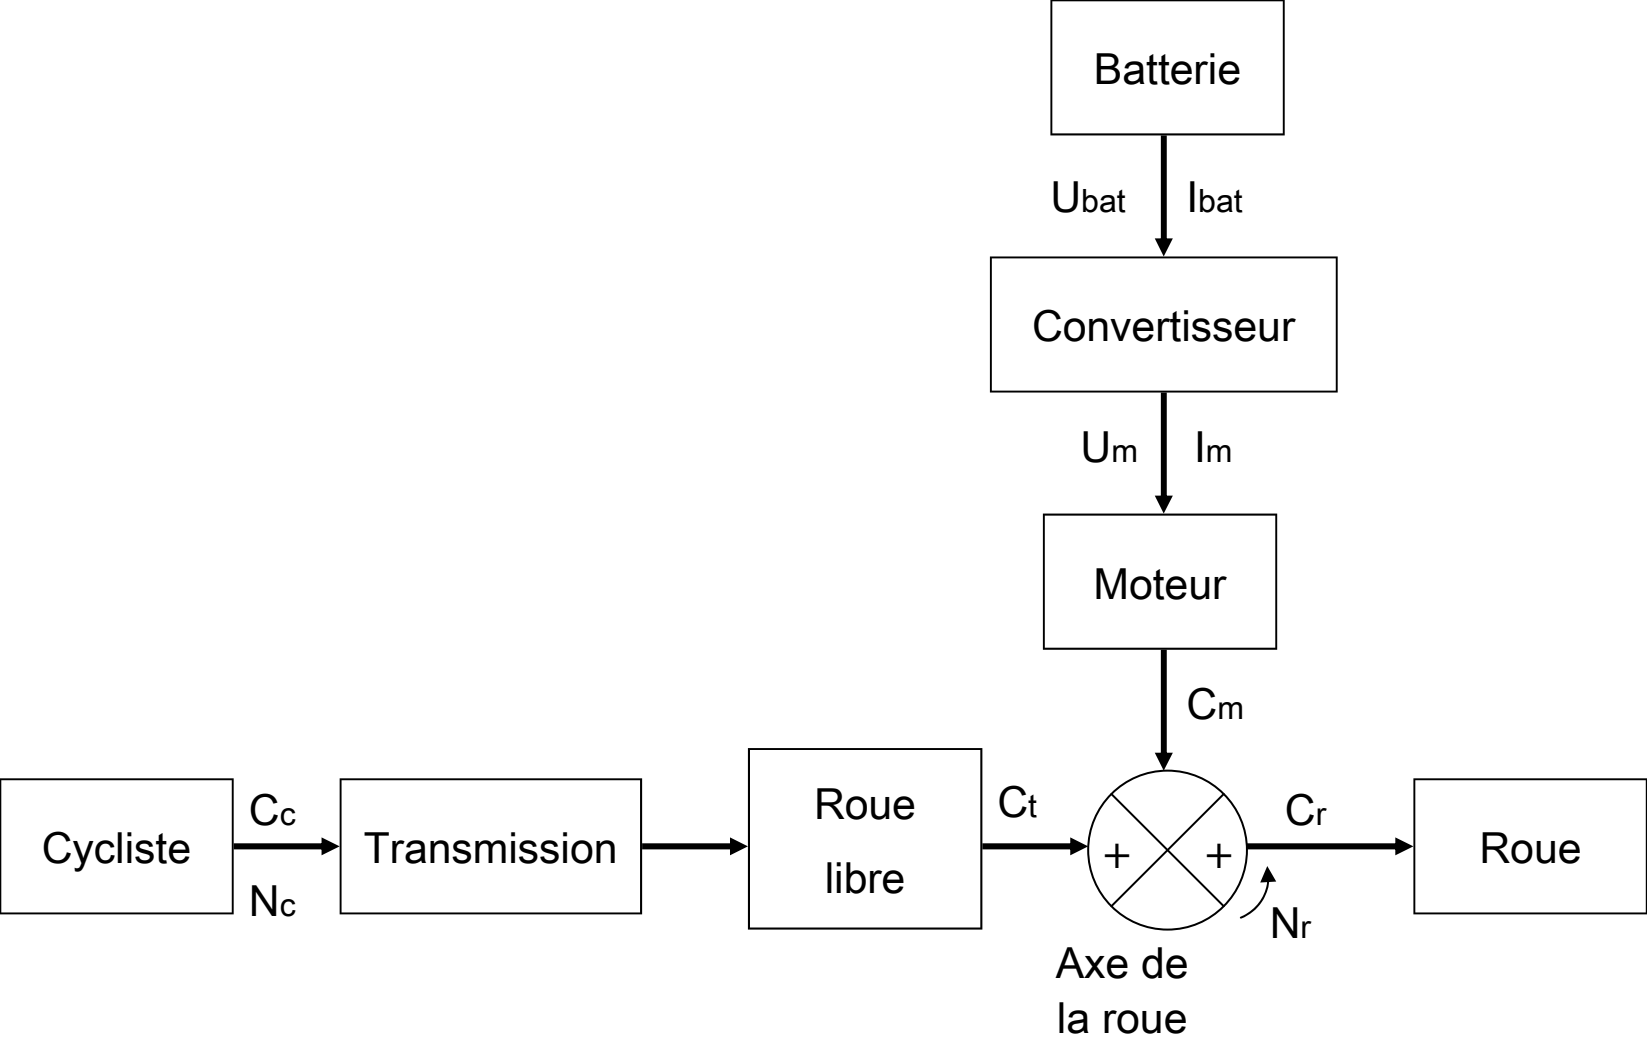 Batterie
Ubat Ibat
Convertisseur
Um Im
Moteur
Cm
Cycliste
Cc
Nc
Transmission
Roue
libre
Ct
+ +
Cr
Nr
Roue
Axe de
la roue